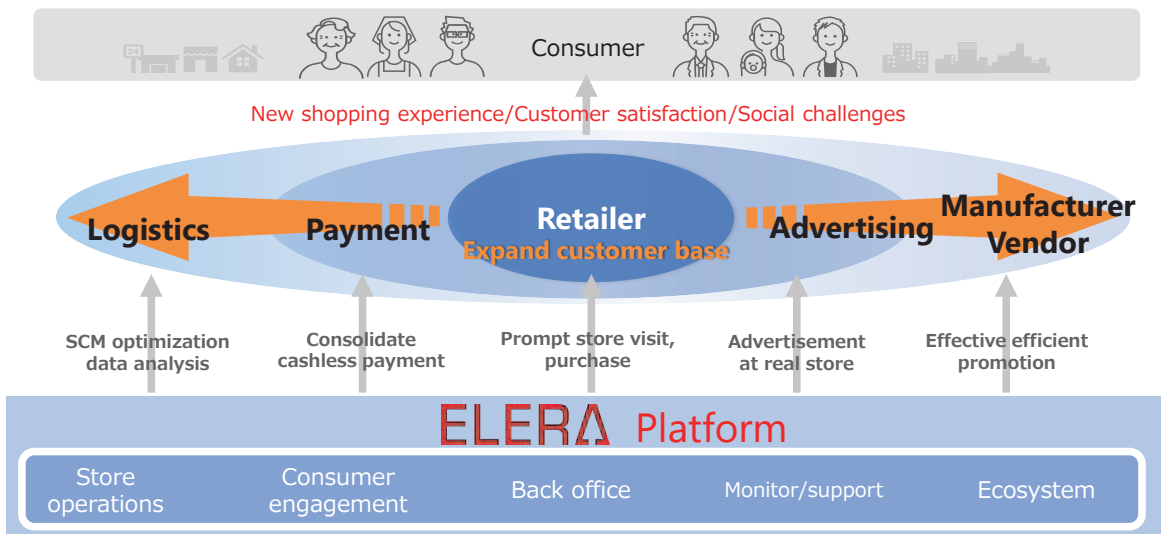 24
Consumer
New shopping experience/Customer satisfaction/Social challenges
Logistics
Payment
Retailer
Expand customer base
Advertising
Manufacturer
Vendor
SCM optimization
data analysis
Consolidate
cashless payment
Prompt store visit,
purchase
Advertisement
at real store
Effective efficient
promotion
ELERA Platform
Store
operations
Consumer
engagement
Back office
Monitor/support
Ecosystem